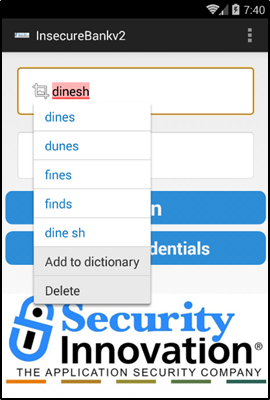 7:40
InsecureBankv2
dinesh
dines
dunes
fines
finds
dine sh
n
dentials
Add to dictionary
Delete
Security
Innovation®
THE APPLICATION SECURITY COMPANY